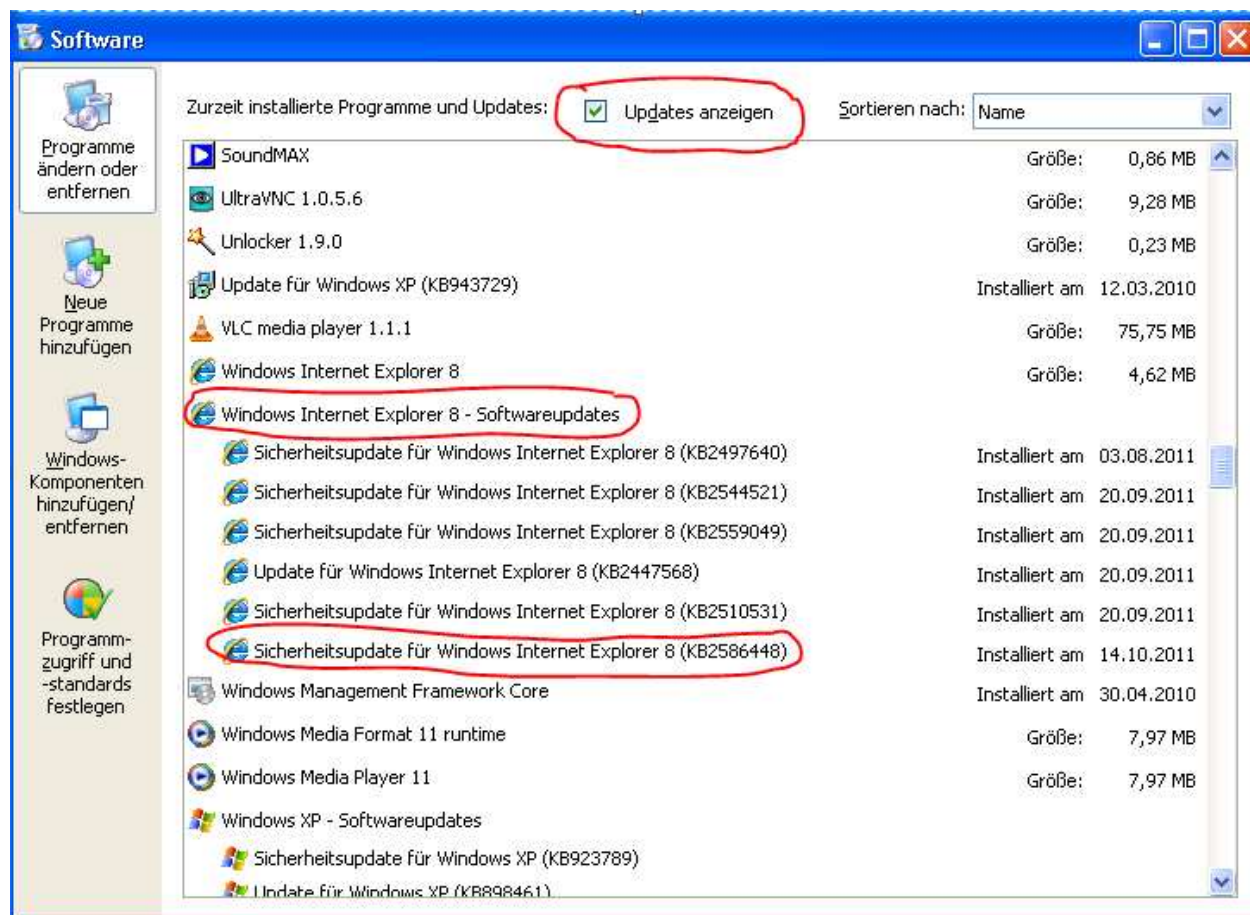 Software
Programme
ändern oder
entfernen
Neue
Programme
hinzufügen
Windows-
Komponenten
hinzufügen/
entfernen
Programm-
zugriff und
-standards
festlegen
Zurzeit installierte Programme und Updates: Updates anzeigen Sortieren nach: Name
SoundMAX Größe: 0,86 MB
UltraVNC 1.0.5.6 Größe: 9,28 MB
Unlocker 1.9.0 Größe: 0,23 MB
Update für Windows XP (KB943729) Installiert am 12.03.2010
VLC media player 1.1.1 Größe: 75,75 MB
Windows Internet Explorer 8 Größe: 4,62 MB
Windows Internet Explorer 8 - Softwareupdates
Sicherheitsupdate für Windows Internet Explorer 8 (KB2497640) Installiert am 03.08.2011
Sicherheitsupdate für Windows Internet Explorer 8 (KB2544521) Installiert am 20.09.2011
Sicherheitsupdate für Windows Internet Explorer 8 (KB2559049) Installiert am 20.09.2011
Update für Windows Internet Explorer 8 (KB2447568) Installiert am 20.09.2011
Sicherheitsupdate für Windows Internet Explorer 8 (KB2510531) Installiert am 20.09.2011
Sicherheitsupdate für Windows Internet Explorer 8 (KB2586448) Installiert am 14.10.2011
Windows Management Framework Core Installiert am 30.04.2010
Windows Media Format 11 runtime Größe: 7,97 MB
Windows Media Player 11 Größe: 7,97 MB
Windows XP - Softwareupdates
Sicherheitsupdate für Windows XP (KB923789)
Update für Windows XP (KB898461)